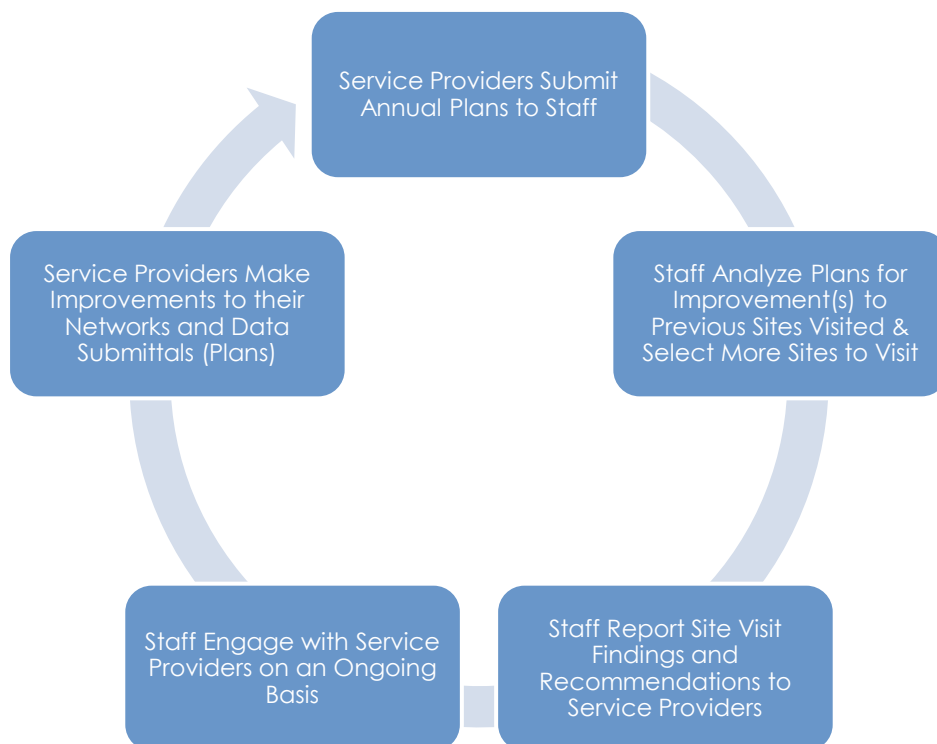 Service Providers Submit
Annual Plans to Staff
Staff Analyze Plans for
Improvement(s) to
Previous Sites Visited &
Select More Sites to Visit
Staff Report Site Visit
Findings and
Recommendations to
Service Providers
Staff Engage with Service
Providers on an Ongoing
Basis
Service Providers Make
Improvements to their
Networks and Data
Submittals (Plans)